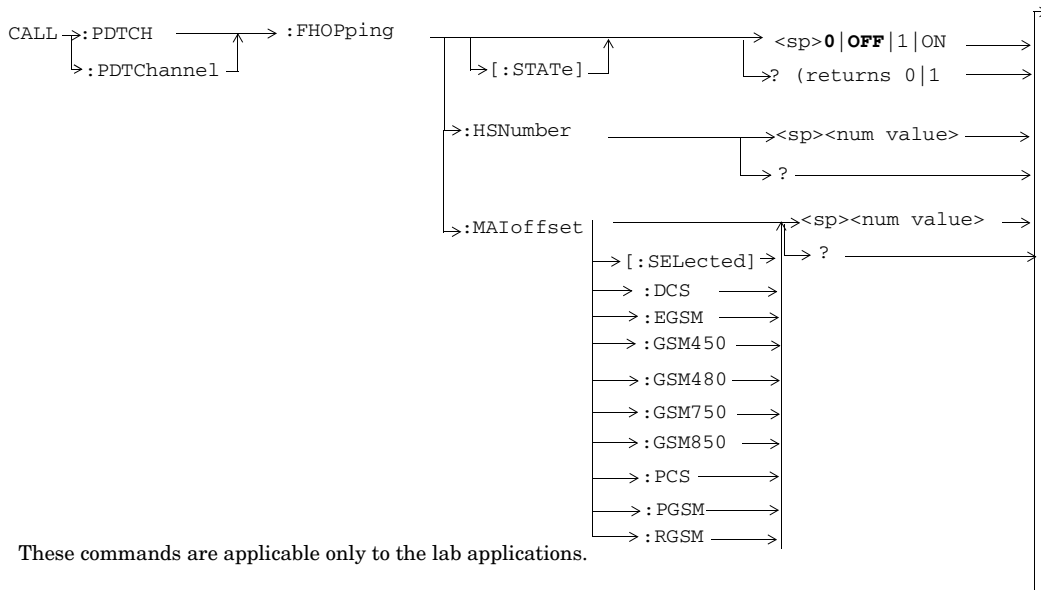 CALL :PDTCH :FHOPping <sp>0|OFF|1|ON
:PDTChannel [:STATe] ? (returns 0|1
:HSNumber <sp><num value>
?
:MAIoffset <sp><num value>
?
[:SELected]
:DCS
:EGSM
:GSM450
:GSM480
:GSM750
:GSM850
:PCS
:PGSM
:RGSM
These commands are applicable only to the lab applications.